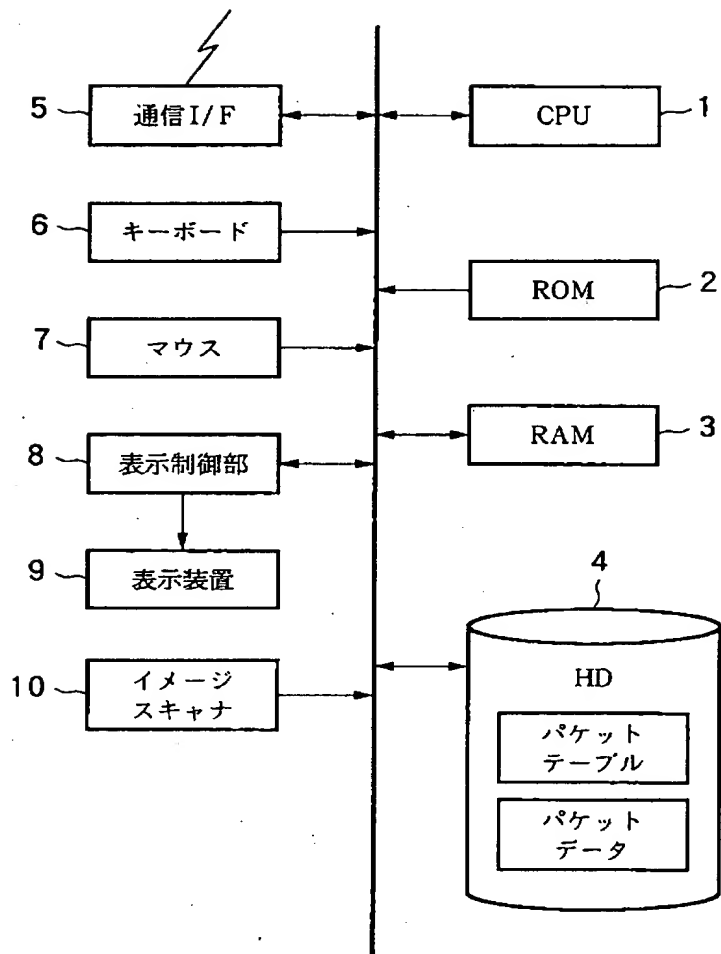 5
通信I/F
CPU
1
6
キーボード
ROM
2
7
マウス
RAM
3
8
表示制御部
9
表示装置
4
HD
10
イメージ
スキャナ
パケット
テーブル
パケット
データ